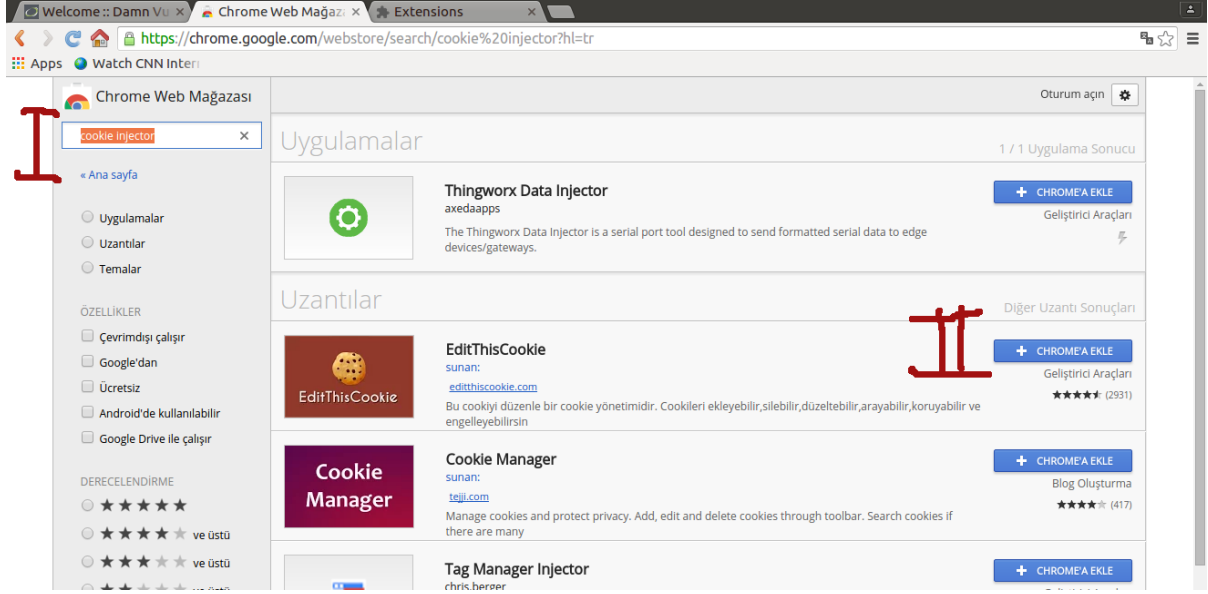 Welcome :: Damn Vu
Chrome Web Mağaza
Extensions
https://chrome.google.com/webstore/search/cookie%20injector?hl=tr
Apps
Watch CNN Intern
Chrome Web Mağazası
Oturum açın
cookie injector
Uygulamalar
1 / 1 Uygulama Sonucu
« Ana sayfa
Uygulamalar
Uzantılar
Temalar
ÖZELLİKLER
Çevrimdışı çalışır
Google'dan
Ücretsiz
Android'de kullanılabilir
Google Drive ile çalışır
DERECELENDİRME
ve üstü
ve üstü
ve üstü
Thingworx Data Injector
axedaapps
The Thingworx Data Injector is a serial port tool designed to send formatted serial data to edge
devices/gateways.
CHROME'A EKLE
Geliştirici Araçları
Uzantılar
Diğer Uzantı Sonuçları
EditThisCookie
EditThisCookie
sunan:
editthiscookie.com
Bu cookiyi düzenle bir cookie yönetimidir. Cookileri ekleyebilir,silebilir,düzeltebilir,arayabilir,koruyabilir ve
engelleyebilirsin
CHROME'A EKLE
Geliştirici Araçları
(2931)
Cookie
Manager
Cookie Manager
sunan:
tejji.com
Manage cookies and protect privacy. Add, edit and delete cookies through toolbar. Search cookies if
there are many
CHROME'A EKLE
Blog Oluşturma
(417)
Tag Manager Injector
chris.berger
CHROME'A EKLE
I
II